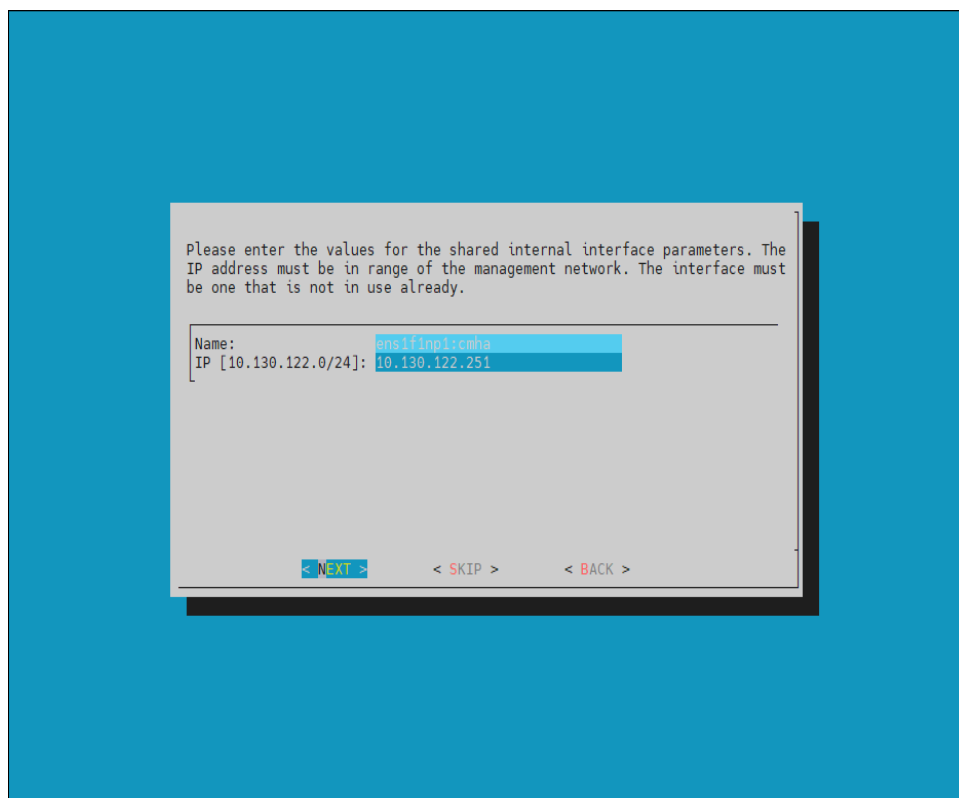 Please enter the values for the shared internal interface parameters. The
IP address must be in range of the management network. The interface must
be one that is not in use already.
Name: ens1f1np1:cmha
IP [10.130.122.0/24]: 10.130.122.251
< NEXT > < SKIP > < BACK >